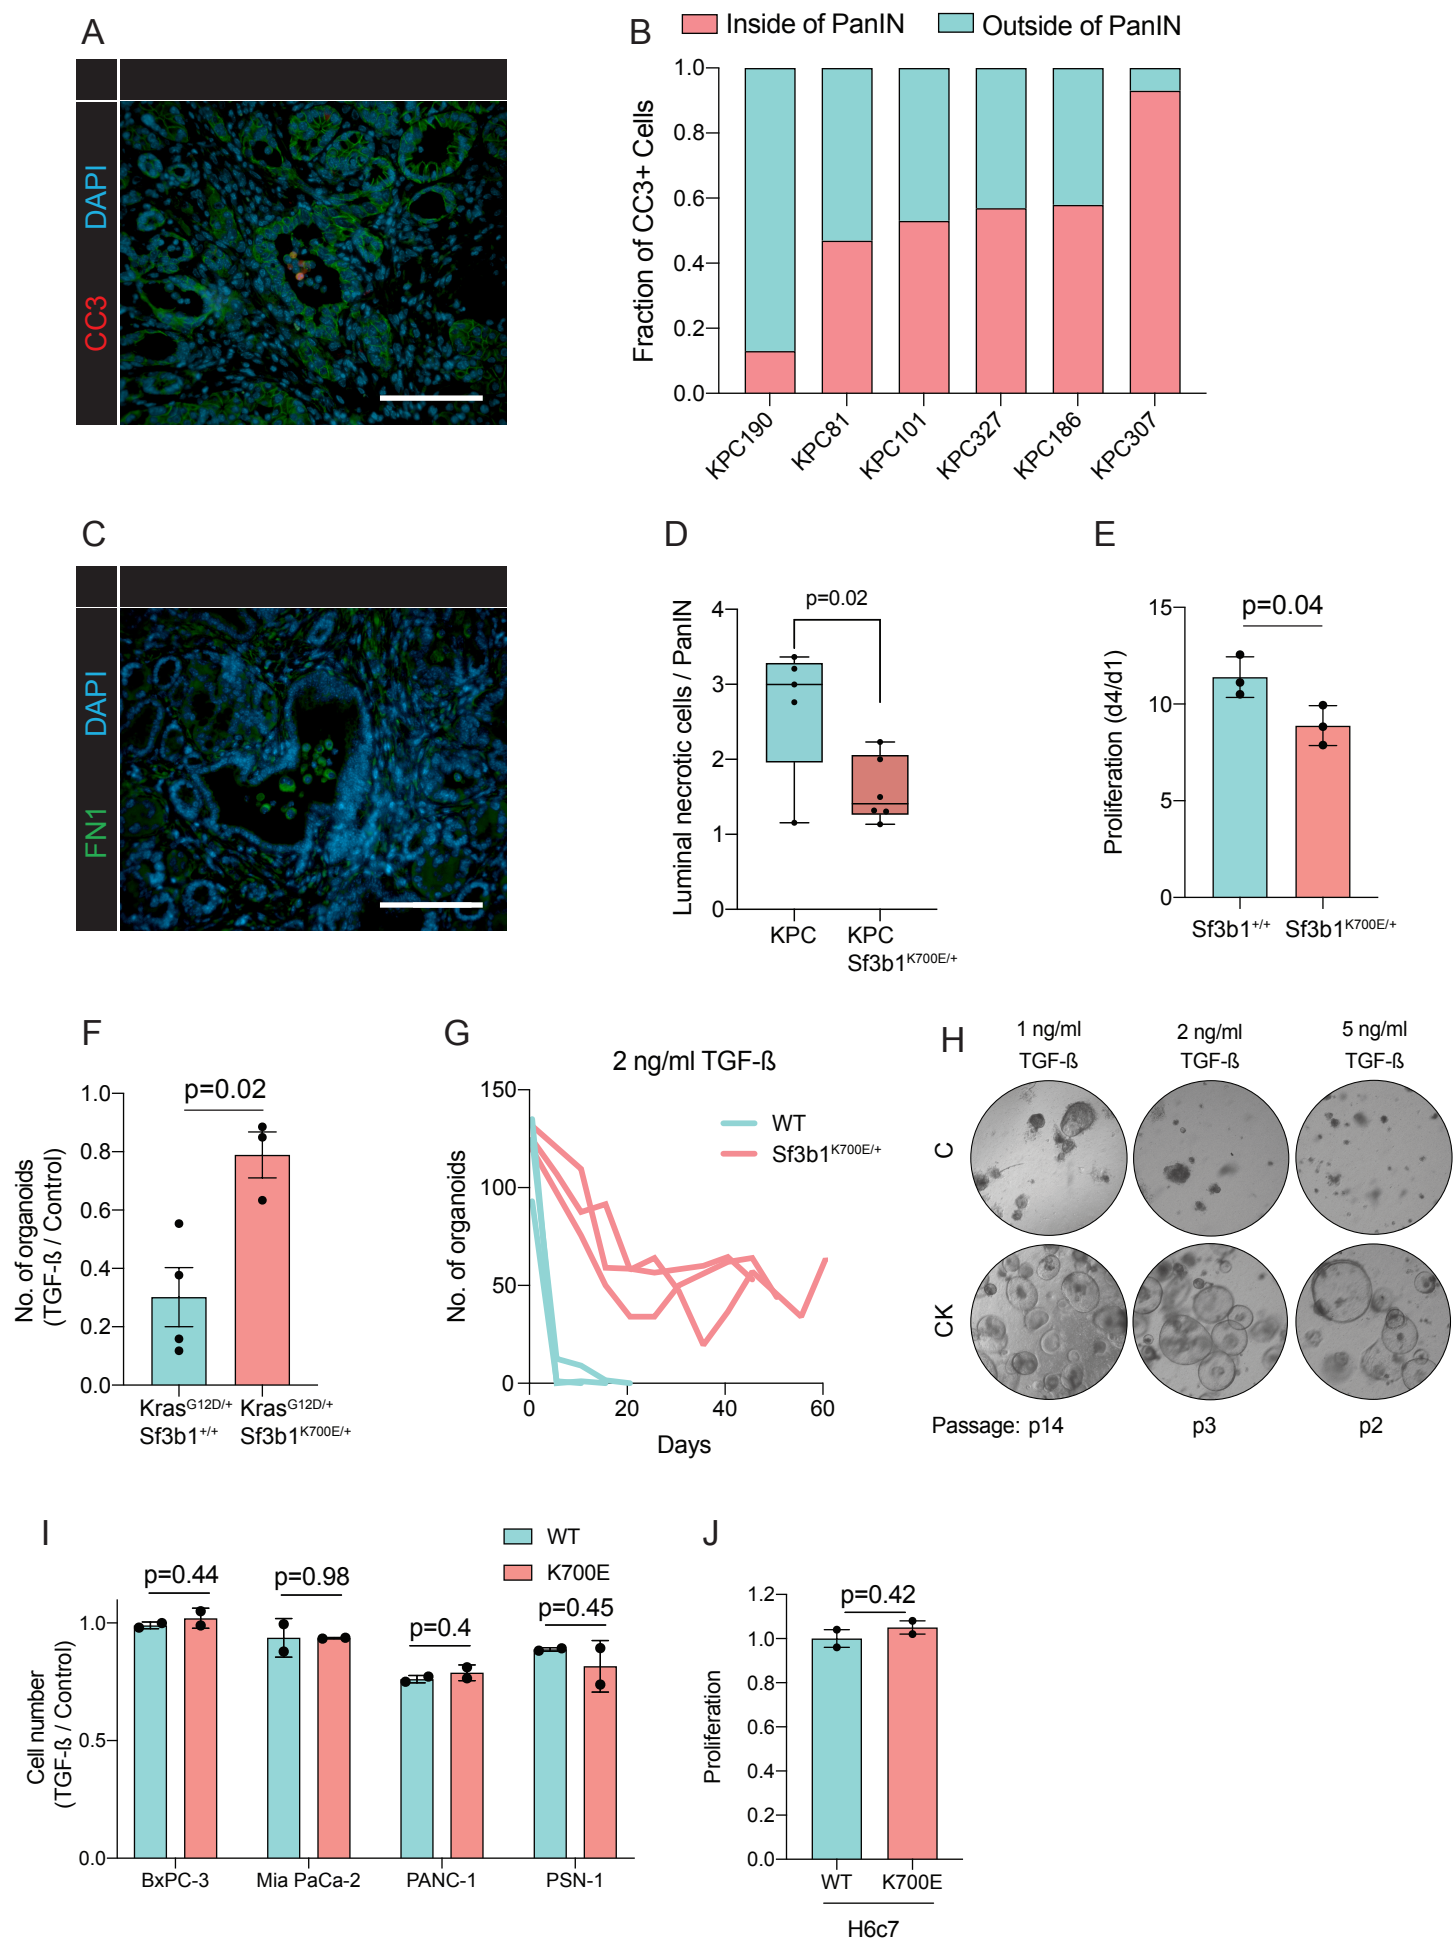 A
DAPI
CC3
B
Inside of PanIN
Outside of PanIN
Fraction of CC3+ Cells
1.0
0.8
0.6
0.4
0.2
0.0
KPC190
KPC81
KPC101
KPC327
KPC186
KPC307
C
DAPI
FN1
D
p=0.02
Luminal necrotic cells / PanIN
4
3
2
1
0
KPC
KPC
Sf3b1K700E/+
E
p=0.04
Proliferation (d4/d1)
15
10
5
0
Sf3b1+/+
Sf3b1K700E/+
F
p=0.02
No. of organoids
(TGF-ß / Control)
1.0
0.8
0.6
0.4
0.2
0.0
KrasG12D/+
Sf3b1+/+
KrasG12D/+
Sf3b1K700E/+
G
2 ng/ml TGF-ß
WT
Sf3b1K700E/+
No. of organoids
150
100
50
0
0
20
40
60
Days
H
1 ng/ml
TGF-ß
2 ng/ml
TGF-ß
5 ng/ml
TGF-ß
C
CK
Passage: p14
p3
p2
I
WT
K700E
p=0.44
p=0.98
p=0.4
p=0.45
Cell number
(TGF-ß / Control)
1.0
0.5
0.0
BxPC-3
Mia PaCa-2
PANC-1
PSN-1
J
p=0.42
Proliferation
1.2
1.0
0.8
0.6
0.4
0.2
0.0
WT
K700E
H6c7